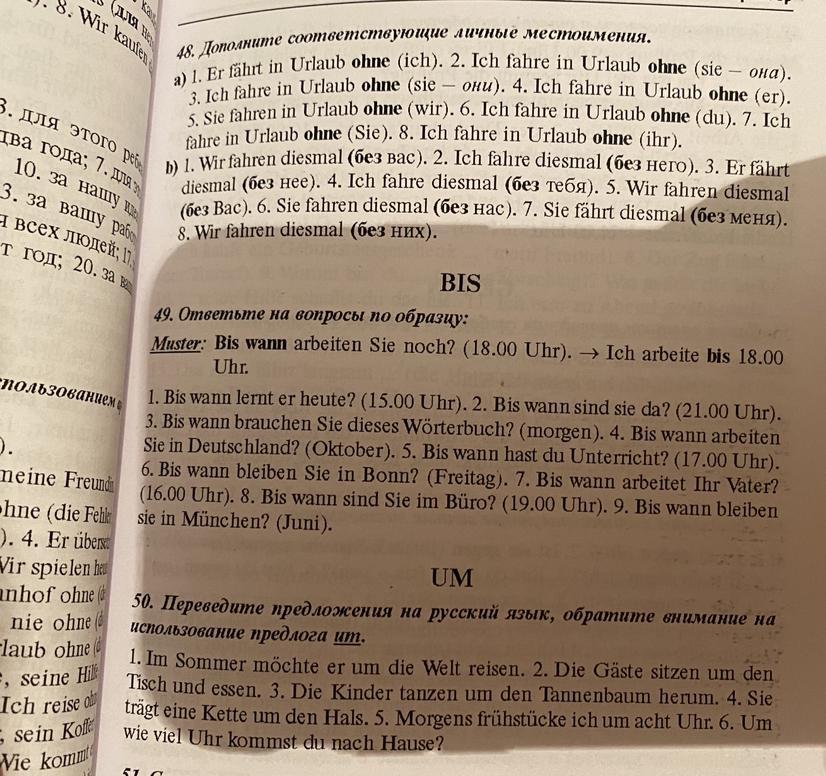 8. Wir kaufen
для этого
два года; 7. для
10. за нашу
3. за вашу
всех людей; 17.
год; 20. за
).
meine
ohne (die
). 4. Er
Wir spielen
ohne
nie ohne
ohne
, seine
Ich reise
, sein
Wie kommt
48. Дополните соответствующие личные местоимения.
a) 1. Er fährt in Urlaub ohne (ich). 2. Ich fahre in Urlaub ohne (sie – она).
3. Ich fahre in Urlaub ohne (sie – они). 4. Ich fahre in Urlaub ohne (er).
5. Sie fahren in Urlaub ohne (wir). 6. Ich fahre in Urlaub ohne (du). 7. Ich
fahre in Urlaub ohne (Sie). 8. Ich fahre in Urlaub ohne (ihr).
b) 1. Wir fahren diesmal (без вас). 2. Ich fahre diesmal (без него). 3. Er fährt
diesmal (без нее). 4. Ich fahre diesmal (без тебя). 5. Wir fahren diesmal
(без Вас). 6. Sie fahren diesmal (без нас). 7. Sie fährt diesmal (без меня).
8. Wir fahren diesmal (без них).
BIS
49. Ответьте на вопросы по образцу:
Muster: Bis wann arbeiten Sie noch? (18.00 Uhr). → Ich arbeite bis 18.00
Uhr.
1. Bis wann lernt er heute? (15.00 Uhr). 2. Bis wann sind sie da? (21.00 Uhr).
3. Bis wann brauchen Sie dieses Wörterbuch? (morgen). 4. Bis wann arbeiten
Sie in Deutschland? (Oktober). 5. Bis wann hast du Unterricht? (17.00 Uhr).
6. Bis wann bleiben Sie in Bonn? (Freitag). 7. Bis wann arbeitet Ihr Vater?
(16.00 Uhr). 8. Bis wann sind Sie im Büro? (19.00 Uhr). 9. Bis wann bleiben
sie in München? (Juni).
UM
50. Переведите предложения на русский язык, обратите внимание на
использование предлога um.
1. Im Sommer möchte er um die Welt reisen. 2. Die Gäste sitzen um den
Tisch und essen. 3. Die Kinder tanzen um den Tannenbaum herum. 4. Sie
trägt eine Kette um den Hals. 5. Morgens frühstücke ich um acht Uhr. 6. Um
wie viel Uhr kommst du nach Hause?